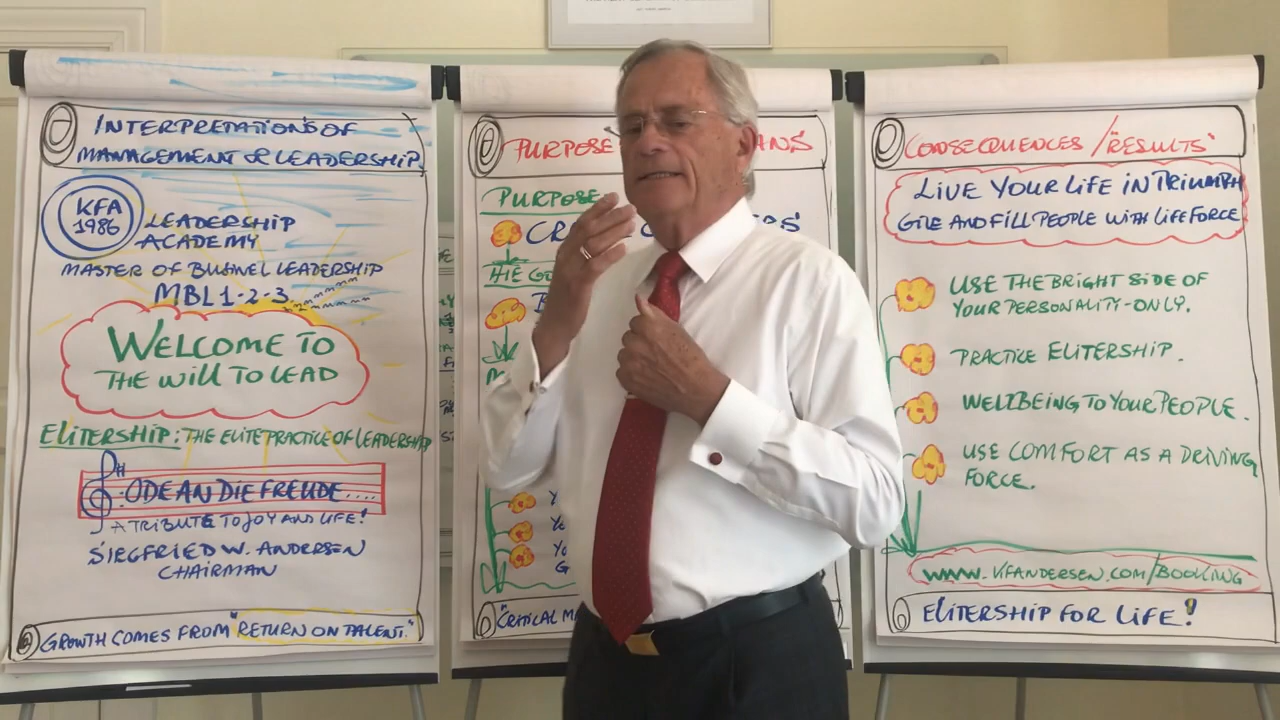 INTERPRETATIONS OF
MANAGEMENT & LEADERSHIP
KFA
1986
LEADERSHIP
ACADEMY
MASTER OF BUSINEL LEADERSHIP
MBL 1-2-3
WELCOME TO
THE WILL TO LEAD
ELITERSHIP: THE ELITE PRACTICE OF LEADERSHIP
ODE AN DIE FREUDE....
A TRIBUTE TO JOY AND LIFE!
SIEGFRIED W. ANDERSEN
CHAIRMAN
GROWTH COMES FROM "RETURN ON TALENT."
PURPOSE
PURPOSE
"CRITICAL
CONSEQUENCES/"RESULTS"
LIVE YOUR LIFE IN TRIUMPH
GIVE AND FILL PEOPLE WITH LIFE FORCE
USE THE BRIGHT SIDE OF
YOUR PERSONALITY-ONLY.
PRACTICE ELITERSHIP.
WELLBEING TO YOUR PEOPLE.
USE COMFORT AS A DRIVING
FORCE.
WWW.KFANDERSEN.COM/BOOKING
ELITERSHIP FOR LIFE!